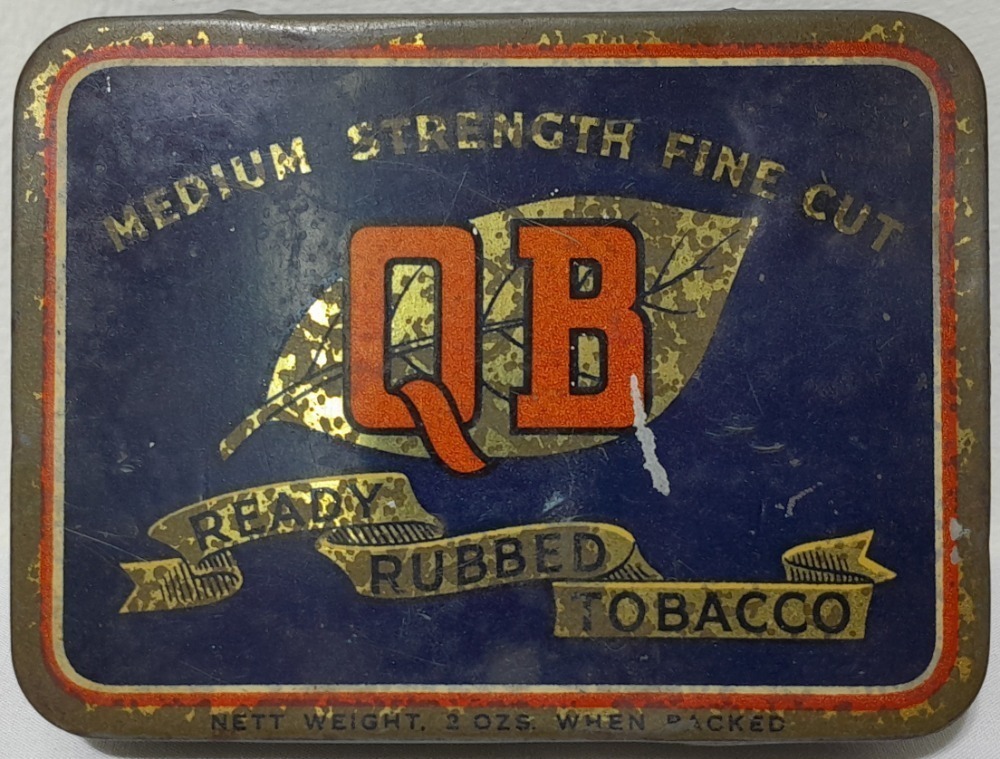 MEDIUM STRENGTH FINE CUT
QB
READY
RUBBED
TOBACCO
NETT WEIGHT. 2 OZS. WHEN PACKED